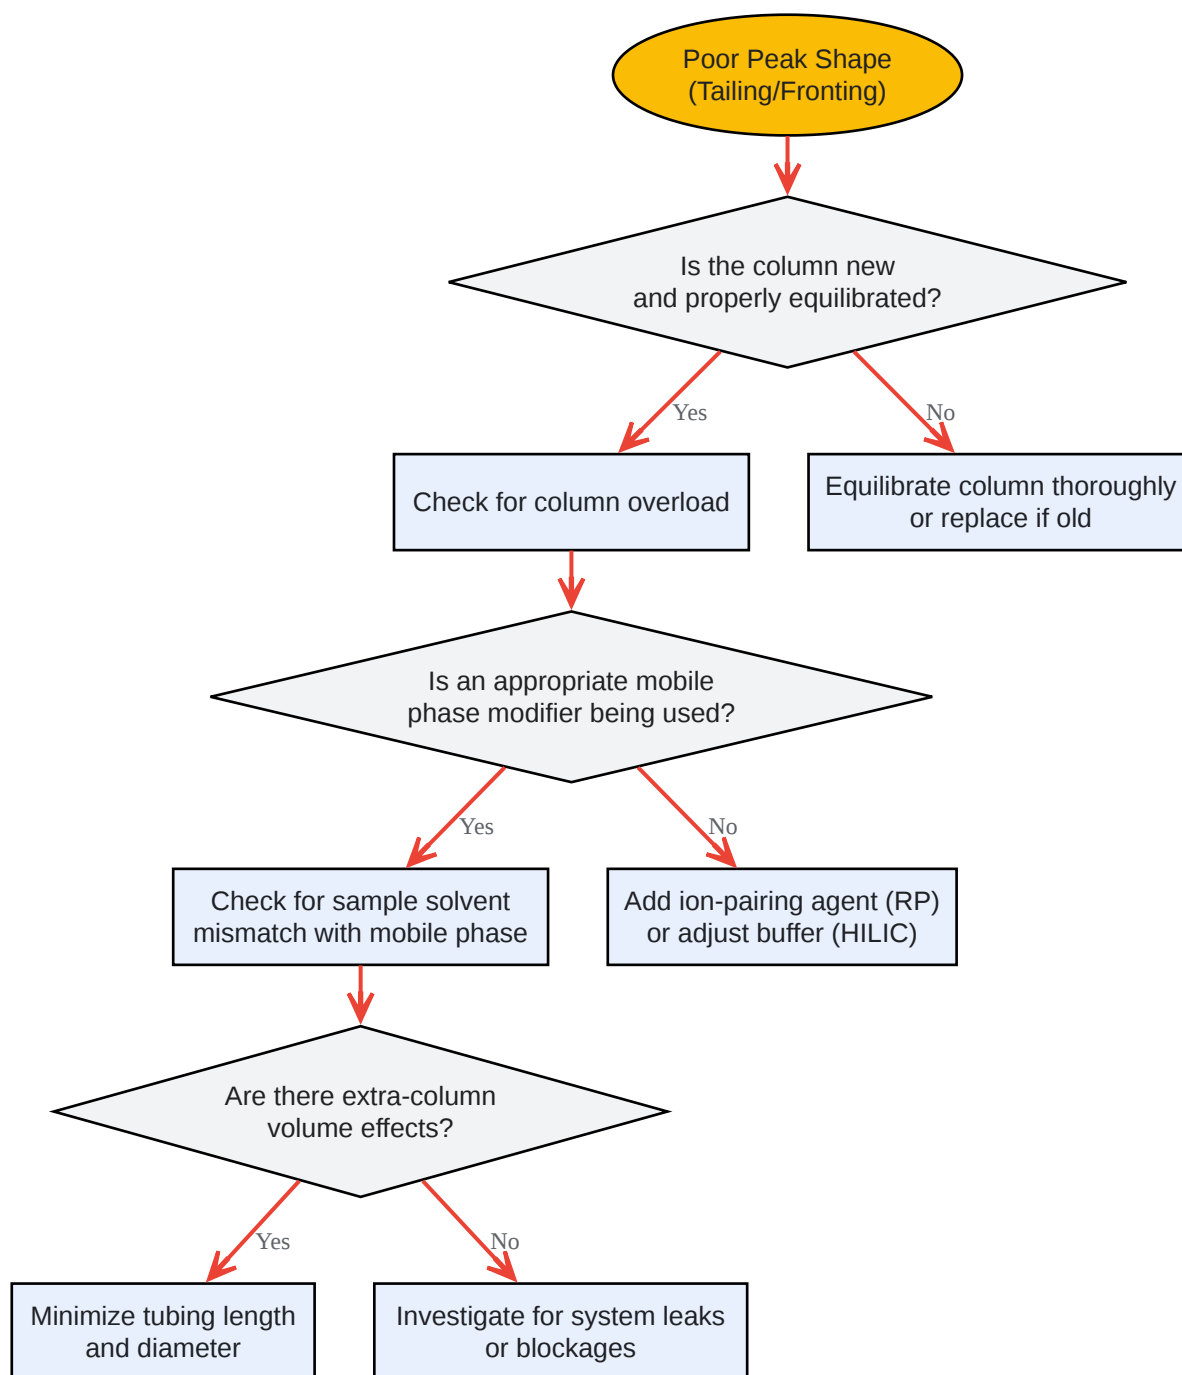 Poor Peak Shape
(Tailing/Fronting)
Is the column new
and properly equilibrated?
Yes
No
Check for column overload
Equilibrate column thoroughly
or replace if old
Is an appropriate mobile
phase modifier being used?
Yes
No
Check for sample solvent
mismatch with mobile phase
Add ion-pairing agent (RP)
or adjust buffer (HILIC)
Are there extra-column
volume effects?
Yes
No
Minimize tubing length
and diameter
Investigate for system leaks
or blockages